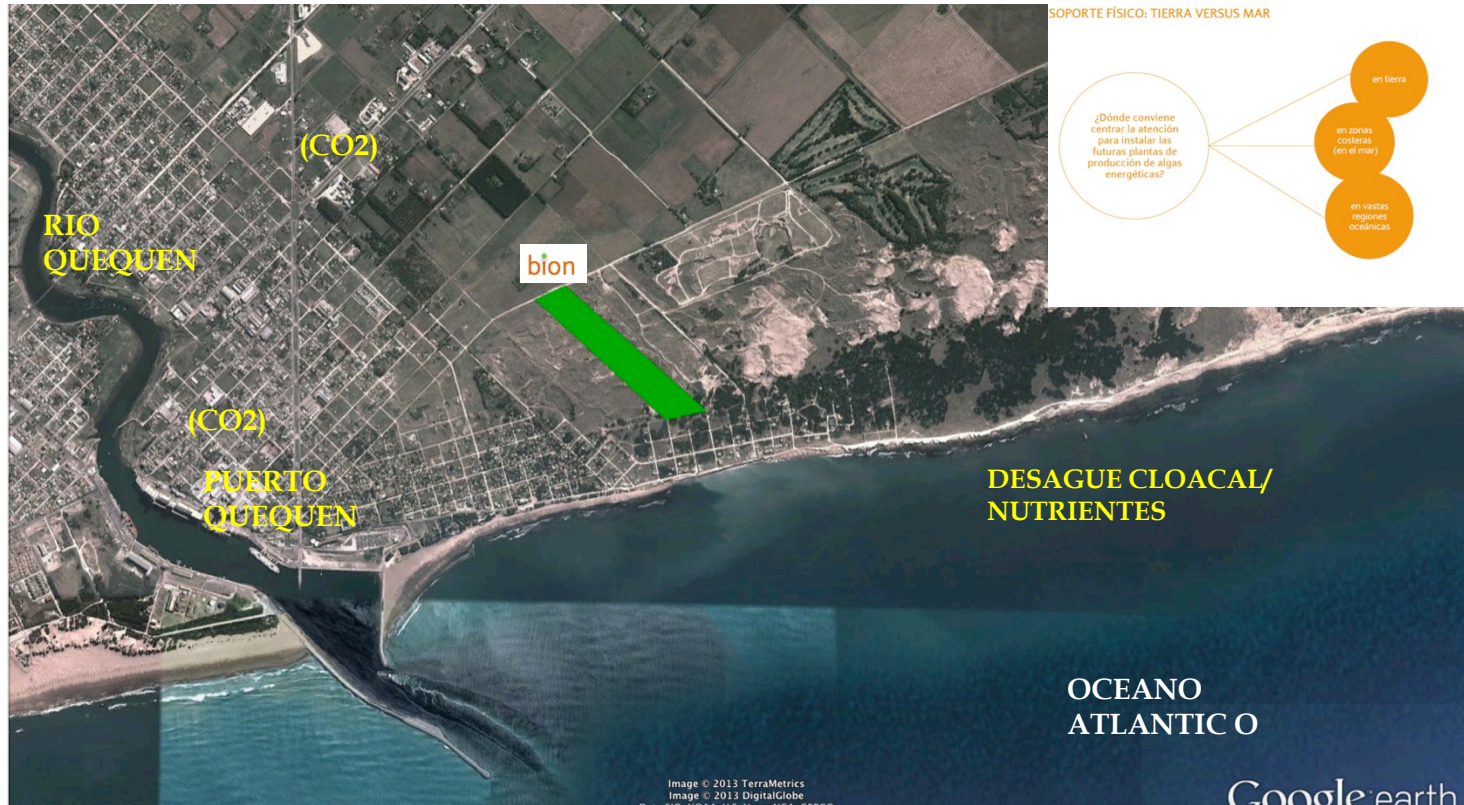 SOPORTE FÍSICO: TIERRA VERSUS MAR
¿Dónde conviene
centrar la atención
para instalar las
futuras plantas de
producción de algas
energéticas?
en tierra
en zonas
costeras
(en el mar)
en vastas
regiones
oceánicas
(CO2)
RIO
QUEQUEN
bion
(CO2)
PUERTO
QUEQUEN
DESAGUE CLOACAL/
NUTRIENTES
OCEANO
ATLANTIC O
Image © 2013 TerraMetrics
Image © 2013 DigitalGlobe
Google earth